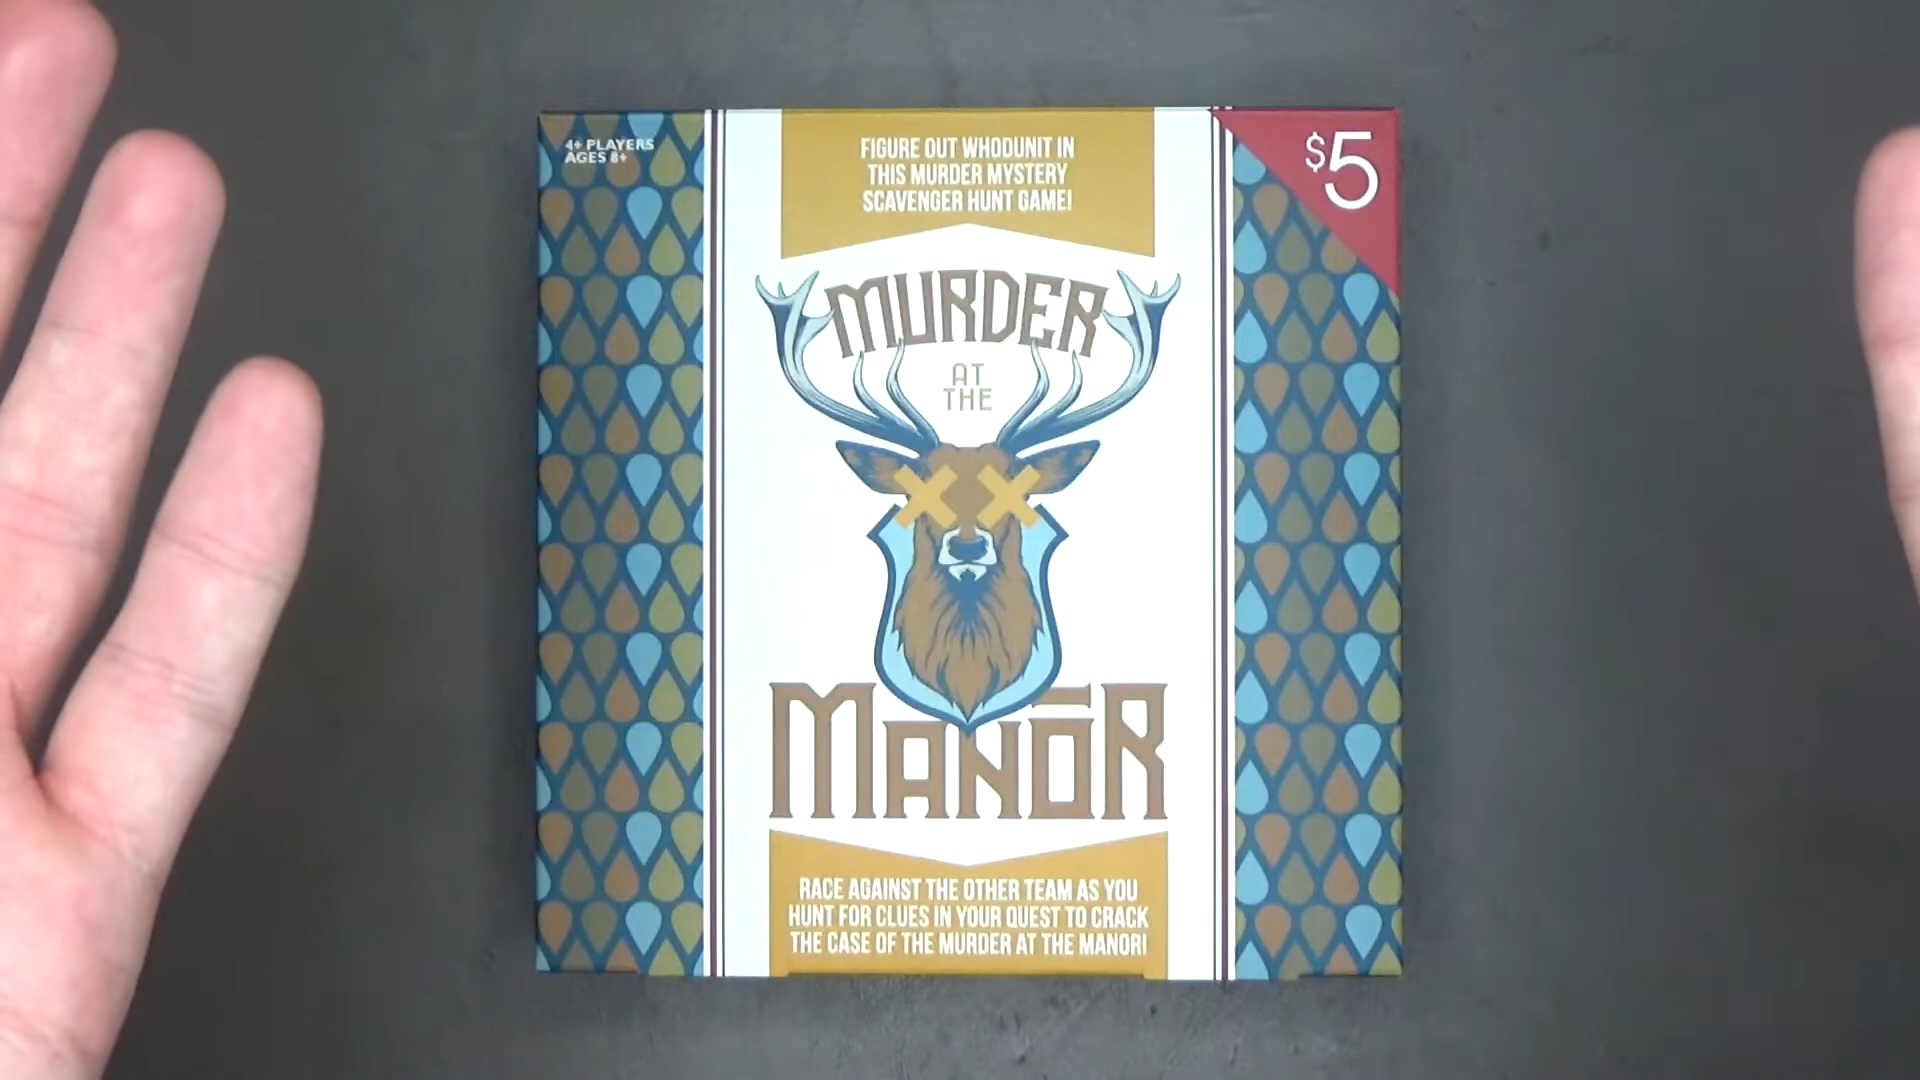 4+ PLAYERS
AGES 8+
FIGURE OUT WHODUNIT IN
THIS MURDER MYSTERY
SCAVENGER HUNT GAME!
$5
MURDER
AT
THE
MANOR
RACE AGAINST THE OTHER TEAM AS YOU
HUNT FOR CLUES IN YOUR QUEST TO CRACK
THE CASE OF THE MURDER AT THE MANOR!